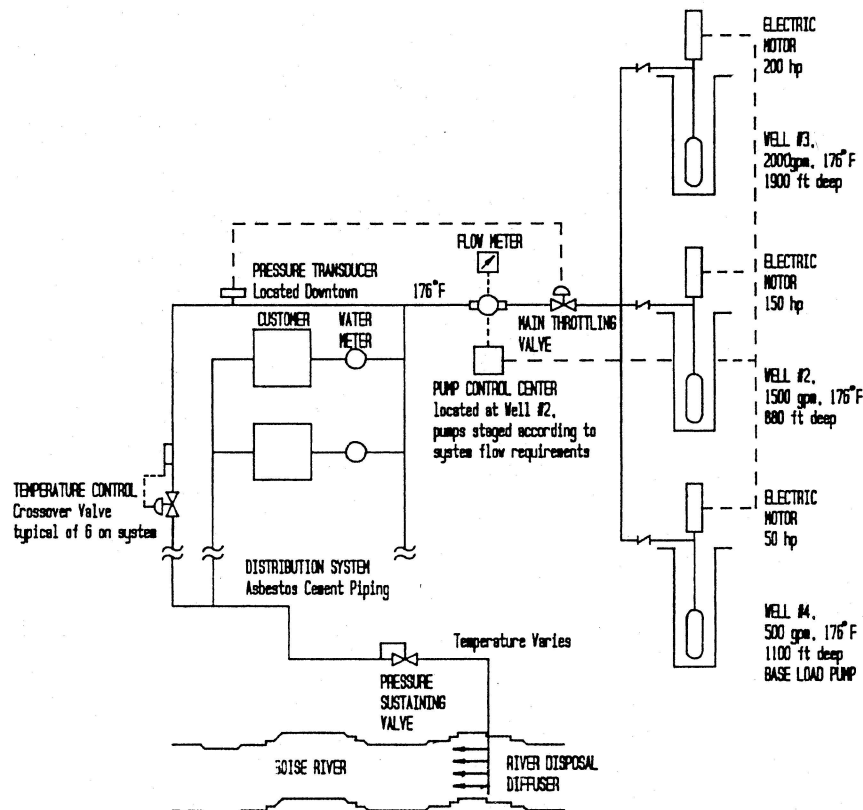 ELECTRIC
MOTOR
200 hp
WELL #3,
2000gpm, 176°F
1900 ft deep
FLOW METER
PRESSURE TRANSDUCER
Located Downtown
176°F
ELECTRIC
MOTOR
150 hp
CUSTOMER
WATER
METER
MAIN THROTTLING
VALVE
PUMP CONTROL CENTER
located at Well #2,
pumps staged according to
system flow requirements
WELL #2,
1500 gpm, 176°F
880 ft deep
TEMPERATURE CONTROL
Crossover Valve
typical of 6 on system
ELECTRIC
MOTOR
50 hp
DISTRIBUTION SYSTEM
Asbestos Cement Piping
WELL #4,
500 gpm, 176°F
1100 ft deep
BASE LOAD PUMP
Temperature Varies
PRESSURE
SUSTAINING
VALVE
BOISE RIVER
RIVER DISPOSAL
DIFFUSER